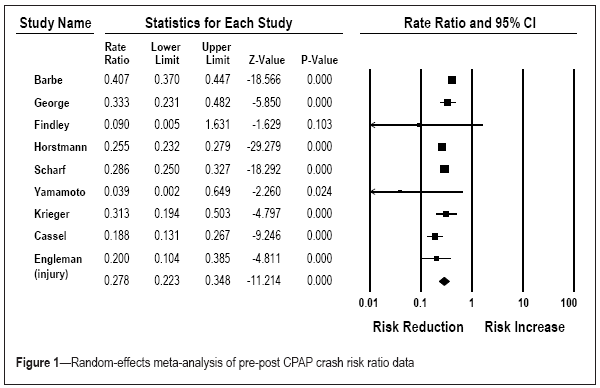 Study Name Statistics for Each Study Rate Ratio and 95% CI
Rate Ratio Lower Limit Upper Limit Z-Value P-Value
Barbe 0.407 0.370 0.447 -18.566 0.000
George 0.333 0.231 0.482 -5.850 0.000
Findley 0.090 0.005 1.631 -1.629 0.103
Horstmann 0.255 0.232 0.279 -29.279 0.000
Scharf 0.286 0.250 0.327 -18.292 0.000
Yamamoto 0.039 0.002 0.649 -2.260 0.024
Krieger 0.313 0.194 0.503 -4.797 0.000
Cassel 0.188 0.131 0.267 -9.246 0.000
Engleman 0.200 0.104 0.385 -4.811 0.000
(injury) 0.278 0.223 0.348 -11.214 0.000
0.01 0.1 1 10 100
Risk Reduction Risk Increase
Figure 1—Random-effects meta-analysis of pre-post CPAP crash risk ratio data